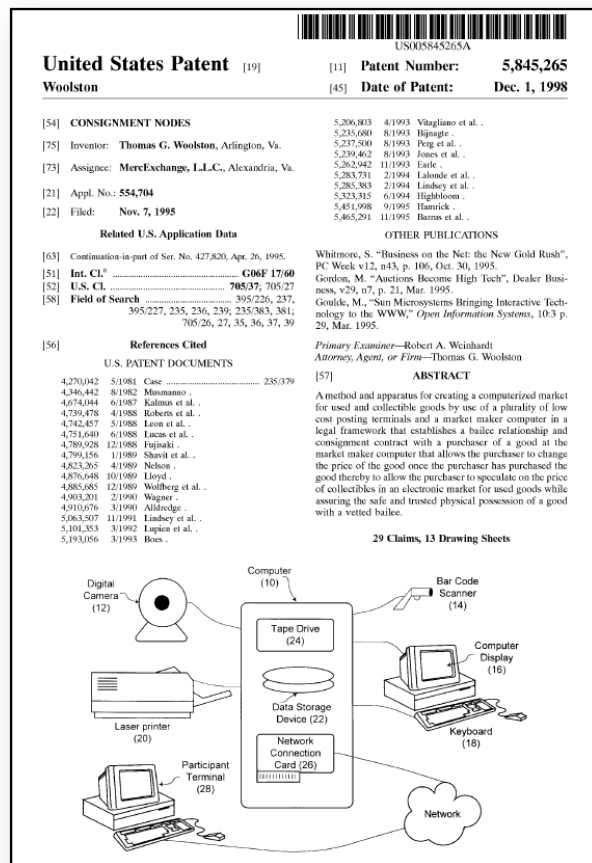 US005845265A
United States Patent [19]
Woolston
[11] Patent Number: 5,845,265
[45] Date of Patent: Dec. 1, 1998
[54] CONSIGNMENT NODES
[75] Inventor: Thomas G. Woolston, Arlington, Va.
[73] Assignee: MercExchange, L.L.C., Alexandria, Va.
[21] Appl. No.: 554,704
[22] Filed: Nov. 7, 1995
Related U.S. Application Data
[63] Continuation-in-part of Ser. No. 427,820, Apr. 26, 1995.
[51] Int. Cl.⁶ ........................................ G06F 17/60
[52] U.S. Cl. ........................................ 705/37; 705/27
[58] Field of Search ........................................ 395/226, 237,
395/227, 235, 236, 239; 235/383, 381;
705/26, 27, 35, 36, 37, 39
[56] References Cited
U.S. PATENT DOCUMENTS
4,270,042 5/1981 Case ........................................ 235/379
4,346,442 8/1982 Musmanno .
4,674,044 6/1987 Kalmus et al. .
4,739,478 4/1988 Roberts et al. .
4,742,457 5/1988 Leon et al. .
4,751,640 6/1988 Lucas et al. .
4,789,928 12/1988 Fujisaki .
4,799,156 1/1989 Shavit et al. .
4,823,265 4/1989 Nelson .
4,876,648 10/1989 Lloyd .
4,885,685 12/1989 Wolfberg et al. .
4,903,201 2/1990 Wagner .
4,910,676 3/1990 Alldredge .
5,063,507 11/1991 Lindsey et al. .
5,101,353 3/1992 Lupien et al. .
5,193,056 3/1993 Boes .
5,206,803 4/1993 Vitagliano et al. .
5,235,680 8/1993 Bijnagte .
5,237,500 8/1993 Perg et al. .
5,239,462 8/1993 Jones et al. .
5,262,942 11/1993 Earle .
5,283,731 2/1994 Lalonde et al. .
5,285,383 2/1994 Lindsey et al. .
5,323,315 6/1994 Highbloom .
5,451,998 9/1995 Hamrick .
5,465,291 11/1995 Barrus et al. .
OTHER PUBLICATIONS
Whitmore, S. “Business on the Net: the New Gold Rush”,
PC Week v12, n43, p. 106, Oct. 30, 1995.
Gordon, M. “Auctions Become High Tech”, Dealer Busi-
ness, v29, n7, p. 21, Mar. 1995.
Goulde, M., “Sun Microsystems Bringing Interactive Tech-
nology to the WWW,” Open Information Systems, 10:3 p.
29, Mar. 1995.
Primary Examiner—Robert A. Weinhardt
Attorney, Agent, or Firm—Thomas G. Woolston
[57] ABSTRACT
A method and apparatus for creating a computerized market
for used and collectible goods by use of a plurality of low
cost posting terminals and a market maker computer in a
legal framework that establishes a bailee relationship and
consignment contract with a purchaser of a good at the
market maker computer that allows the purchaser to change
the price of the good once the purchaser has purchased the
good thereby to allow the purchaser to speculate on the price
of collectibles in an electronic market for used goods while
assuring the safe and trusted physical possession of a good
with a vetted bailee.
29 Claims, 13 Drawing Sheets
Digital
Camera
(12)
Computer
(10)
Bar Code
Scanner
(14)
Tape Drive
(24)
Computer
Display
(16)
Data Storage
Device (22)
Laser printer
(20)
Keyboard
(18)
Network
Connection
Card (26)
Participant
Terminal
(28)
Network